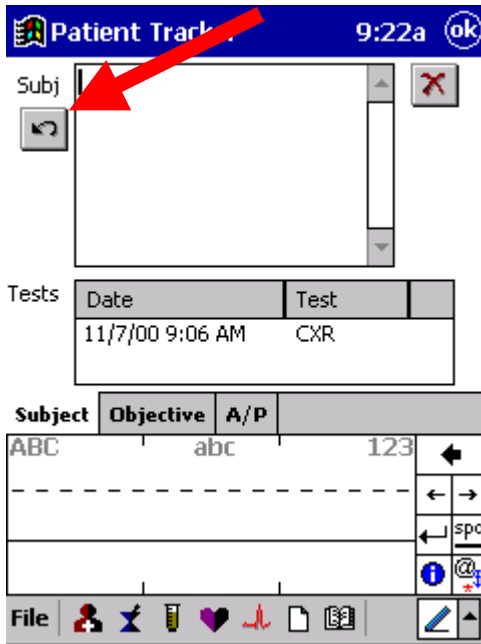 Patient Track 9:22a ok
Subj
Tests Date Test
11/7/00 9:06 AM CXR
Subject Objective A/P
ABC abc 123
spc
@
*
File